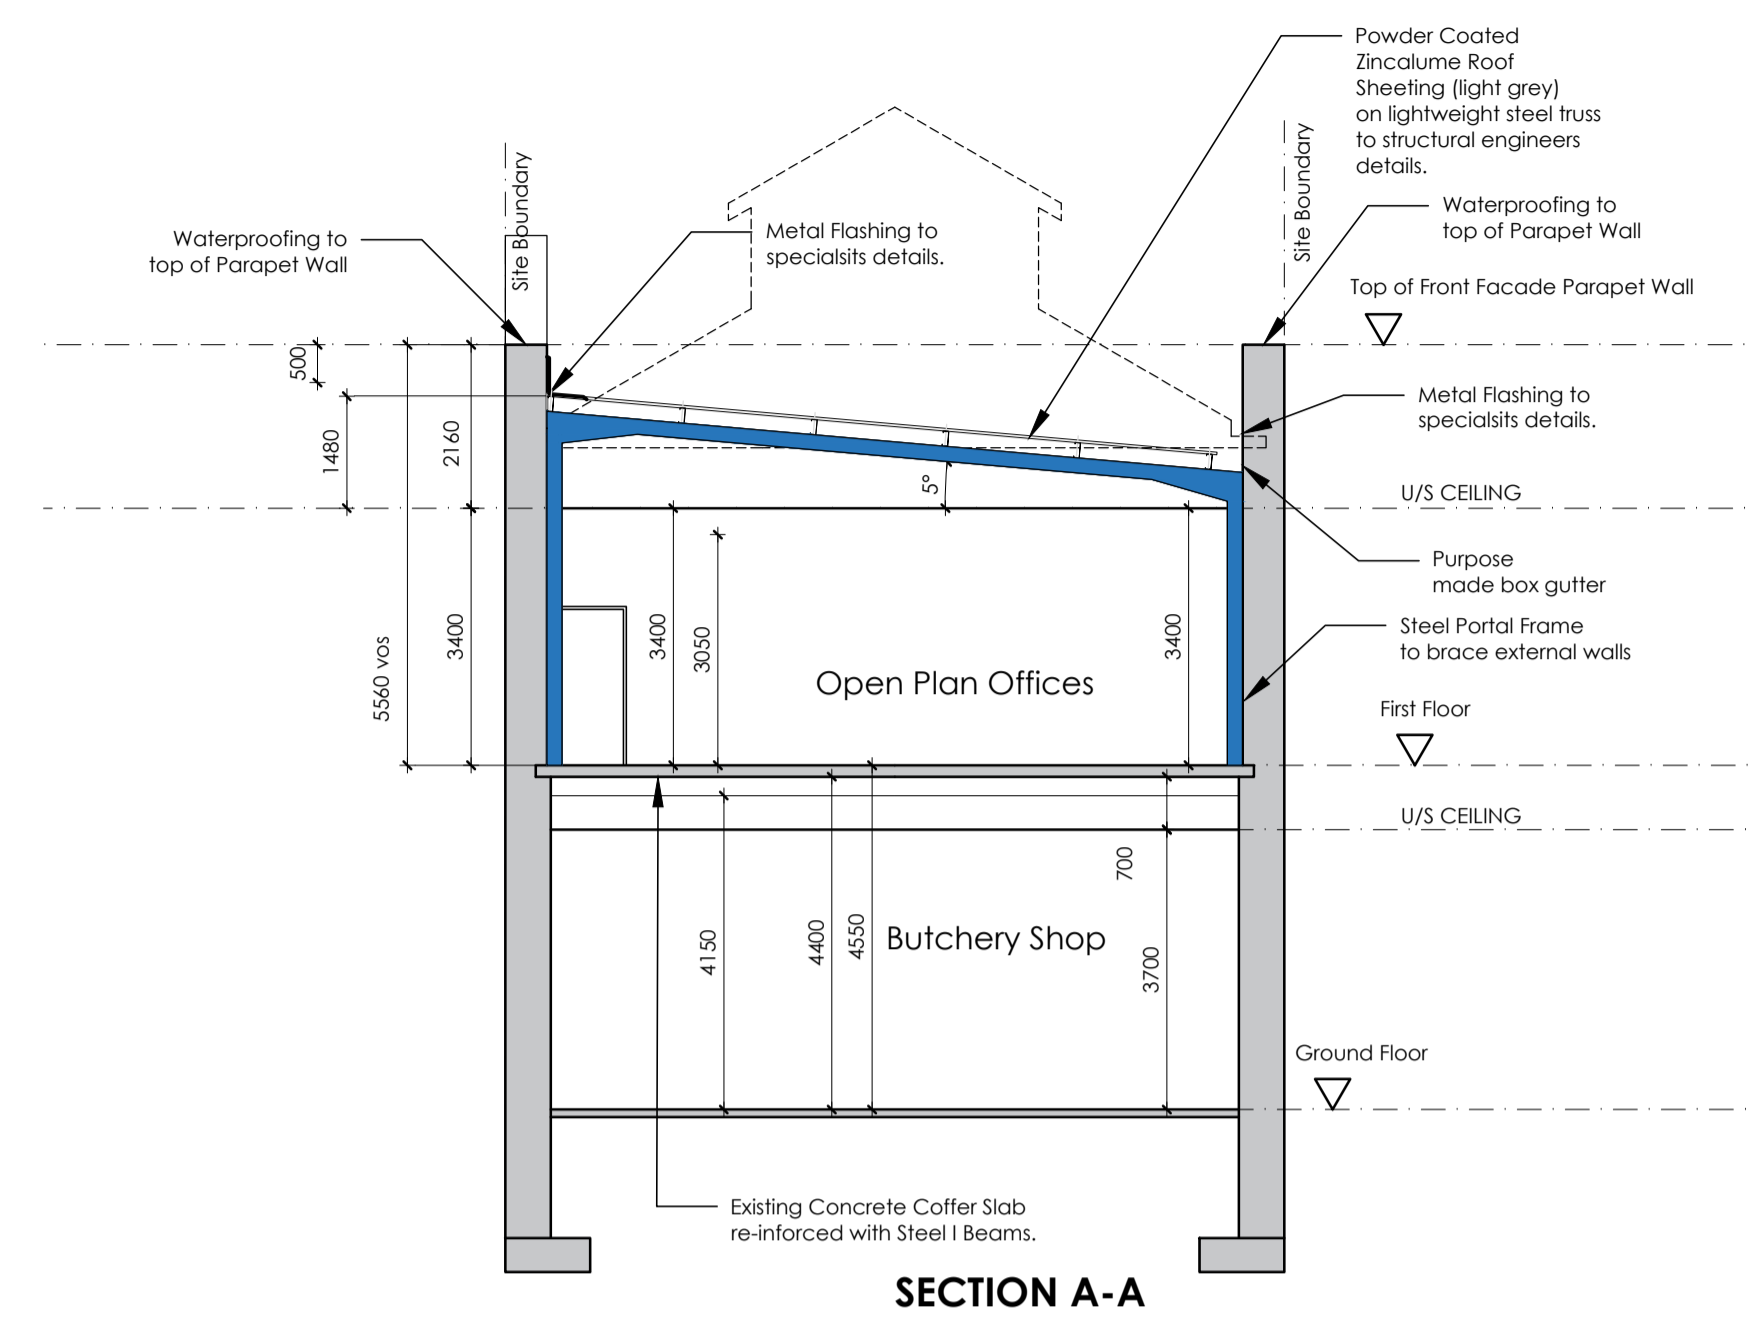 Powder Coated
Zincalume Roof
Sheeting (light grey)
on lightweight steel truss
to structural engineers
details.
Site Boundary
Site Boundary
Waterproofing to
top of Parapet Wall
Metal Flashing to
specialsits details.
Waterproofing to
top of Parapet Wall
Top of Front Facade Parapet Wall
500
Metal Flashing to
specialsits details.
1480
2160
5°
U/S CEILING
Purpose
made box gutter
Steel Portal Frame
to brace external walls
5560 vos
3400
3400
3050
3400
Open Plan Offices
First Floor
U/S CEILING
700
4150
4400
4550
Butchery Shop
3700
Ground Floor
Existing Concrete Coffer Slab
re-inforced with Steel I Beams.
SECTION A-A